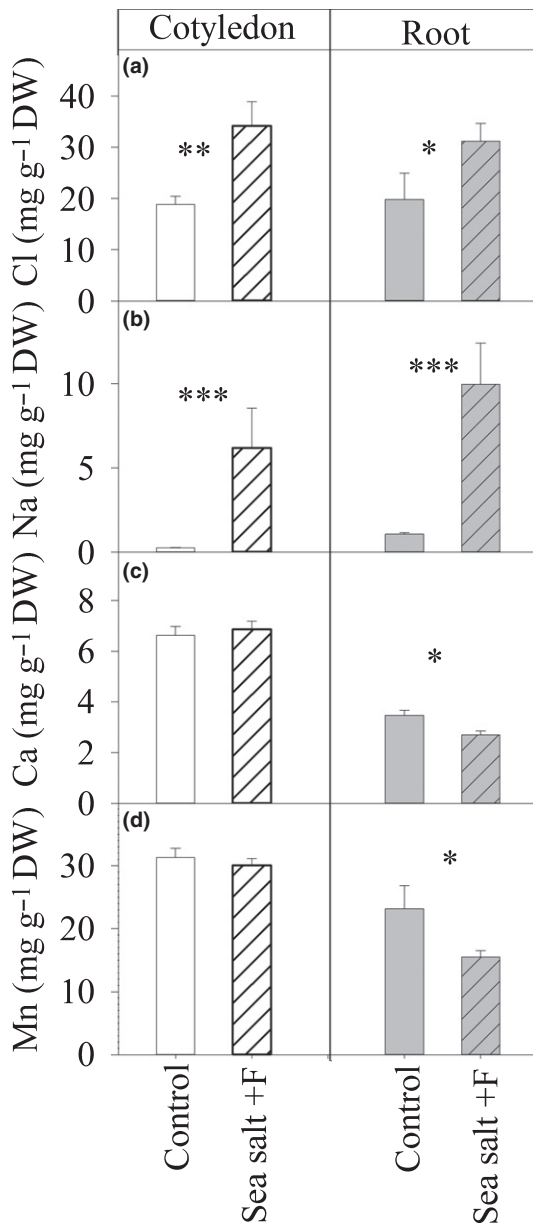 Cotyledon Root
(a)
Cl (mg g⁻¹ DW)
40
30
20
10
0
**
*
(b)
Na (mg g⁻¹ DW)
10
5
0
***
***
(c)
Ca (mg g⁻¹ DW)
8
6
4
2
0
*
(d)
Mn (mg g⁻¹ DW)
30
20
10
0
*
Control
Sea salt +F
Control
Sea salt +F